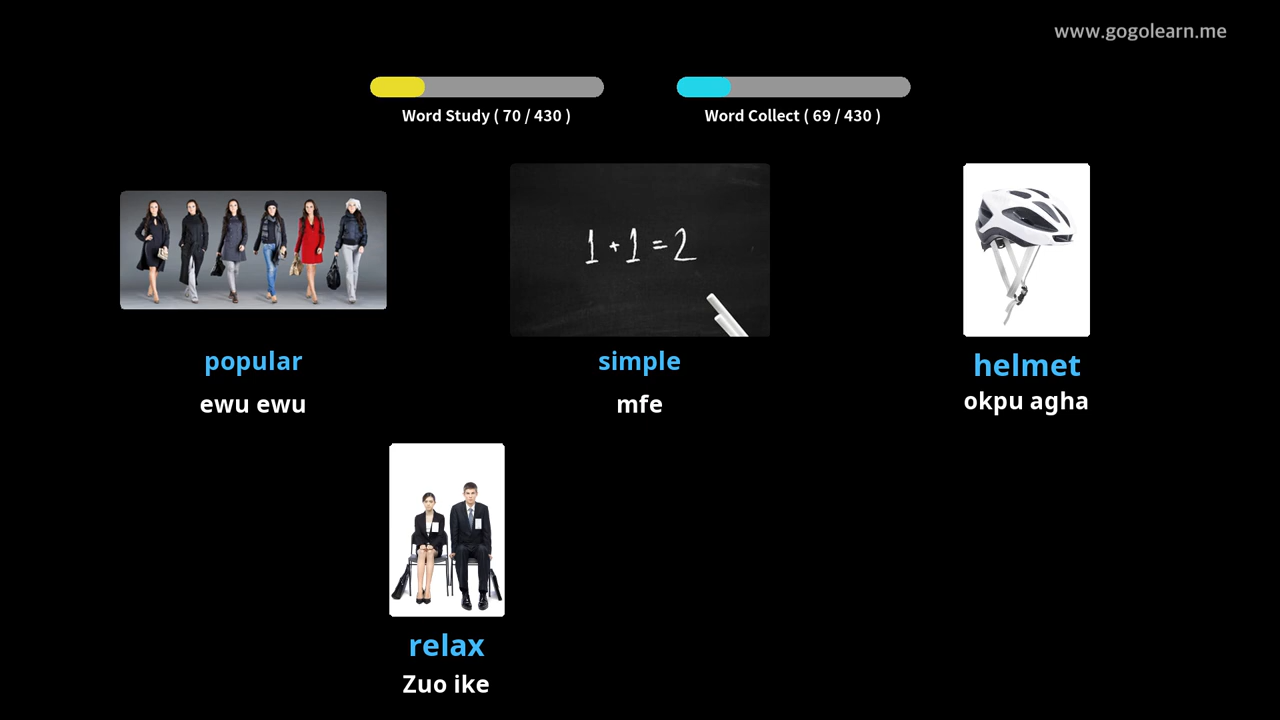 www.gogolearn.me
Word Study ( 70 / 430 )
Word Collect ( 69 / 430 )
1 + 1 = 2
popular
ewu ewu
simple
mfe
helmet
okpu agha
relax
Zuo ike